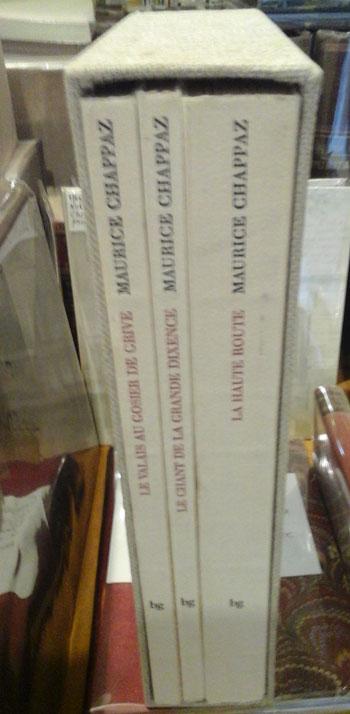 MAURICE CHAPPAZ
LE VALAIS AU GOSIER DE GRIVE
bg
MAURICE CHAPPAZ
LE CHANT DE LA GRANDE DIXENCE
bg
MAURICE CHAPPAZ
LA HAUTE ROUTE
bg